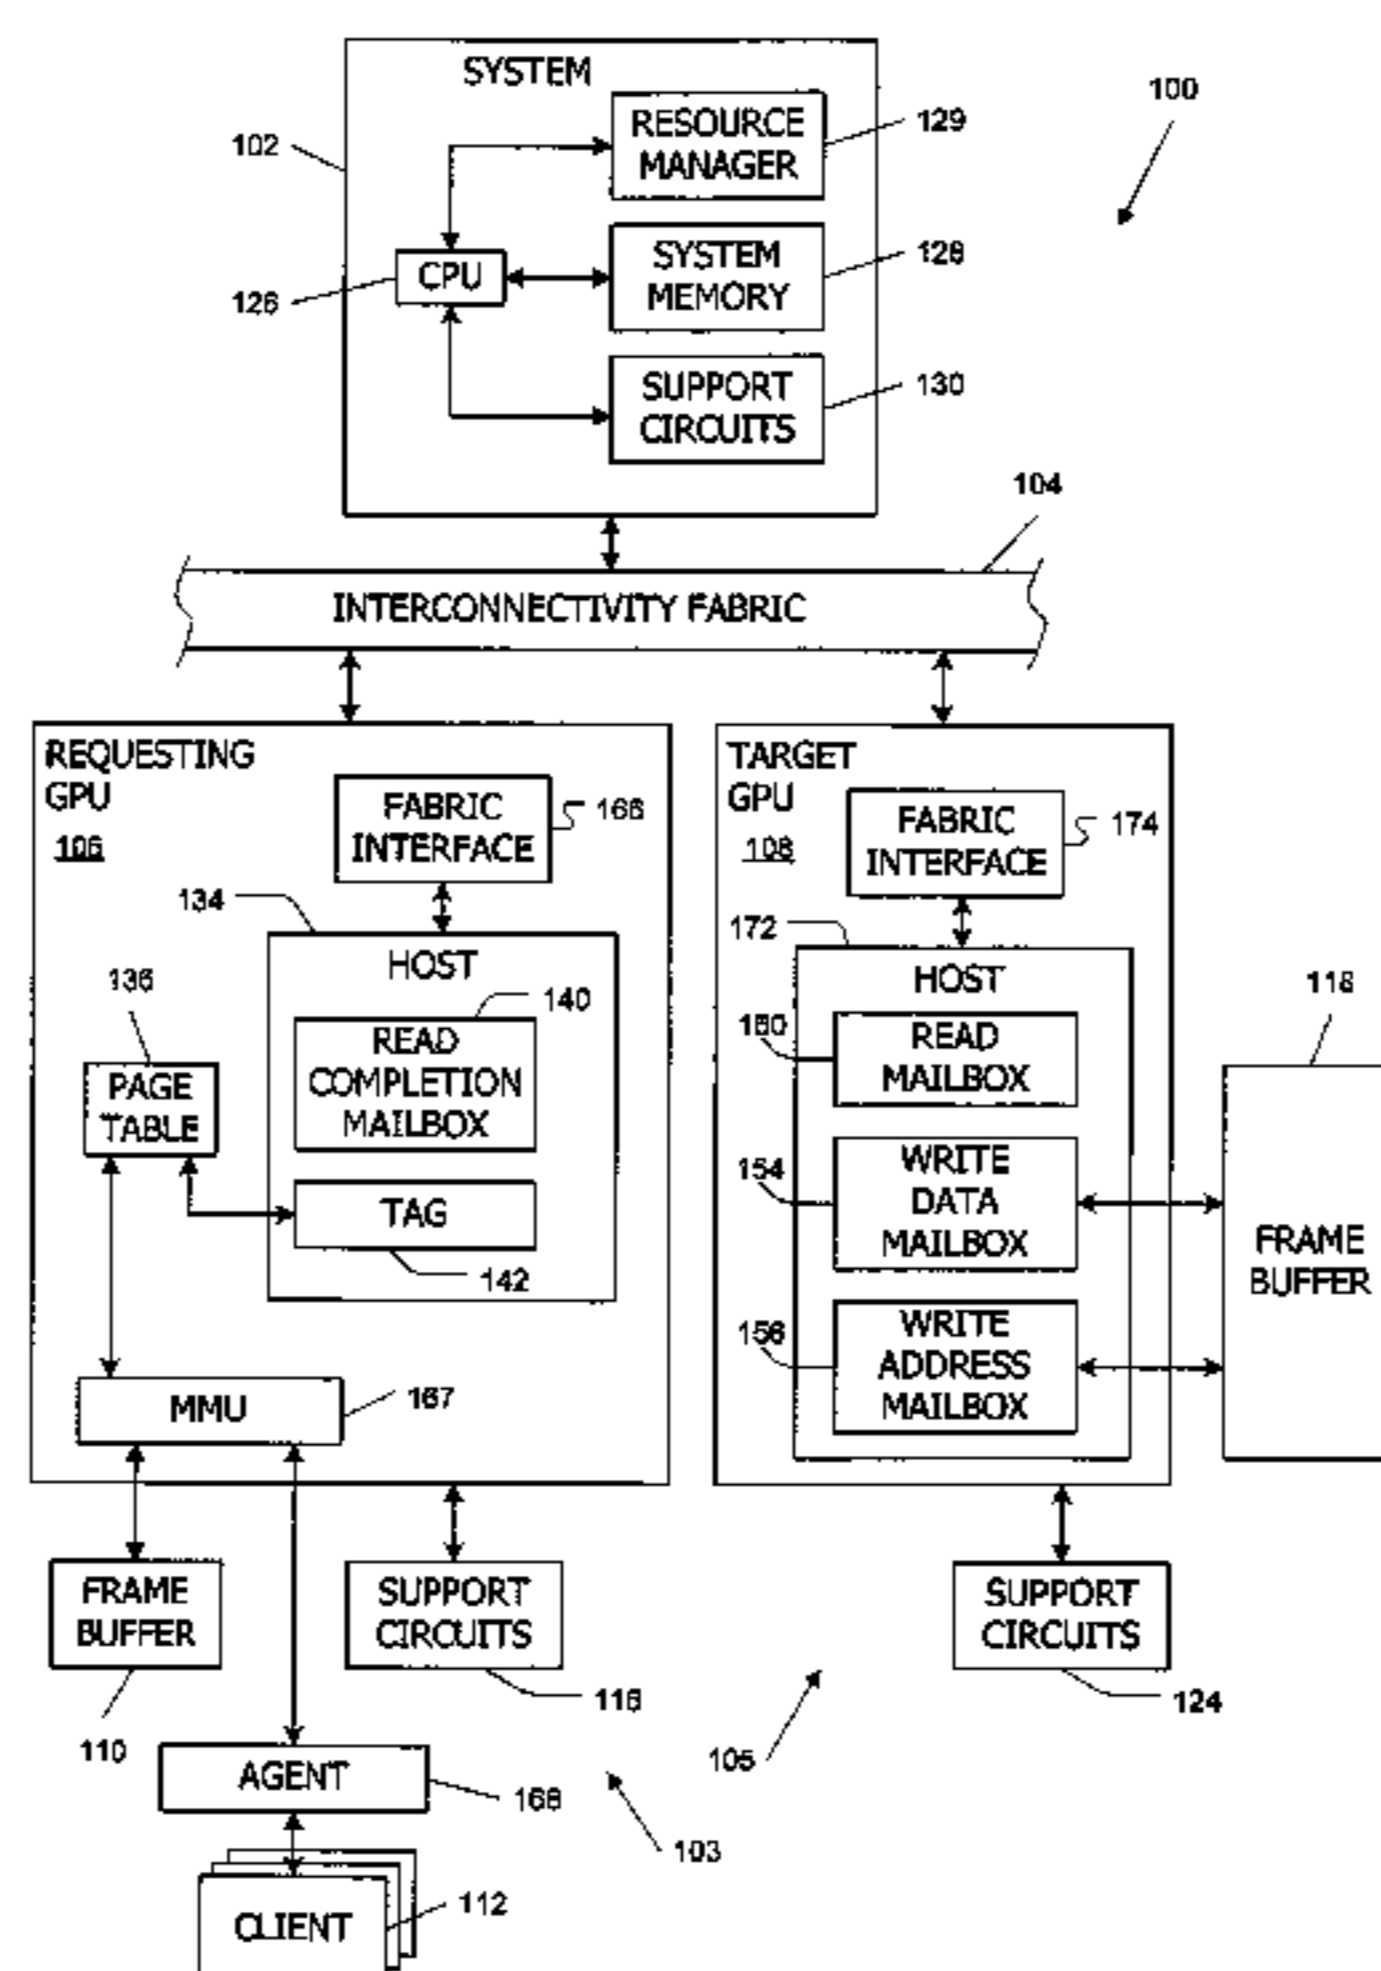 SYSTEM
100
RESOURCE
MANAGER
129
102
SYSTEM
MEMORY
128
CPU
126
SUPPORT
CIRCUITS
130
104
INTERCONNECTIVITY FABRIC
REQUESTING
GPU
106
FABRIC
INTERFACE
166
134
HOST
136
140
READ
COMPLETION
MAILBOX
PAGE
TABLE
TAG
142
MMU
167
TARGET
GPU
108
FABRIC
INTERFACE
174
172
HOST
160
READ
MAILBOX
118
154
WRITE
DATA
MAILBOX
FRAME
BUFFER
156
WRITE
ADDRESS
MAILBOX
FRAME
BUFFER
110
SUPPORT
CIRCUITS
116
SUPPORT
CIRCUITS
124
105
AGENT
168
103
CLIENT
112